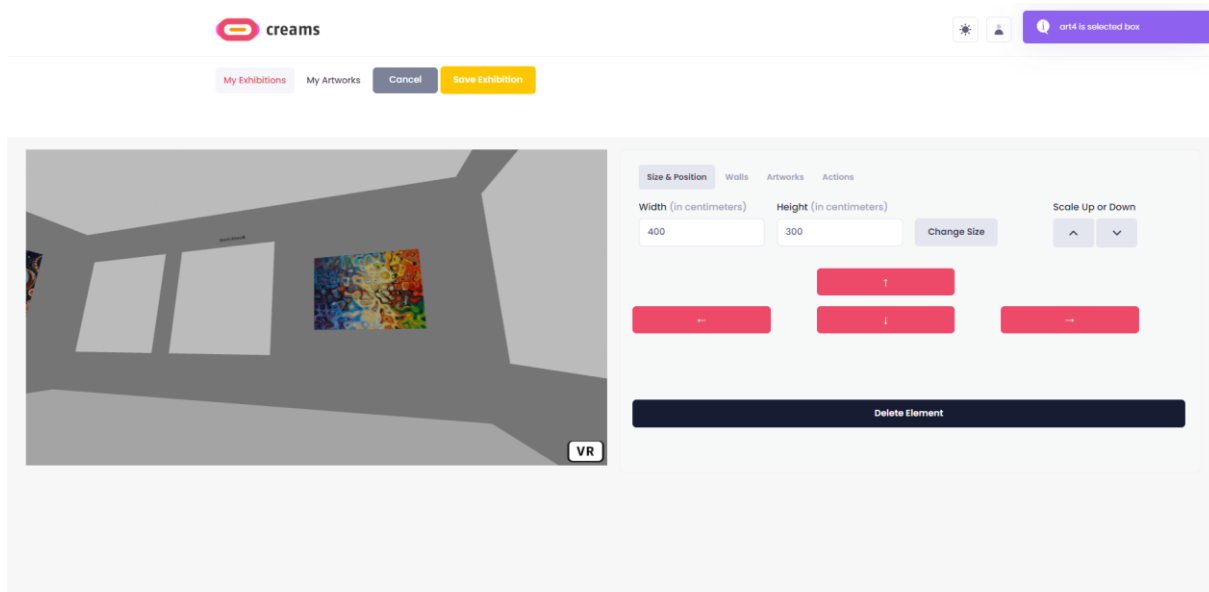 creams
art4 is selected box
My Exhibitions My Artworks Cancel Save Exhibition
Size & Position Walls Artworks Actions
Width (in centimeters) Height (in centimeters) Scale Up or Down
400 300 Change Size
↑
← ↓ →
Delete Element
VR